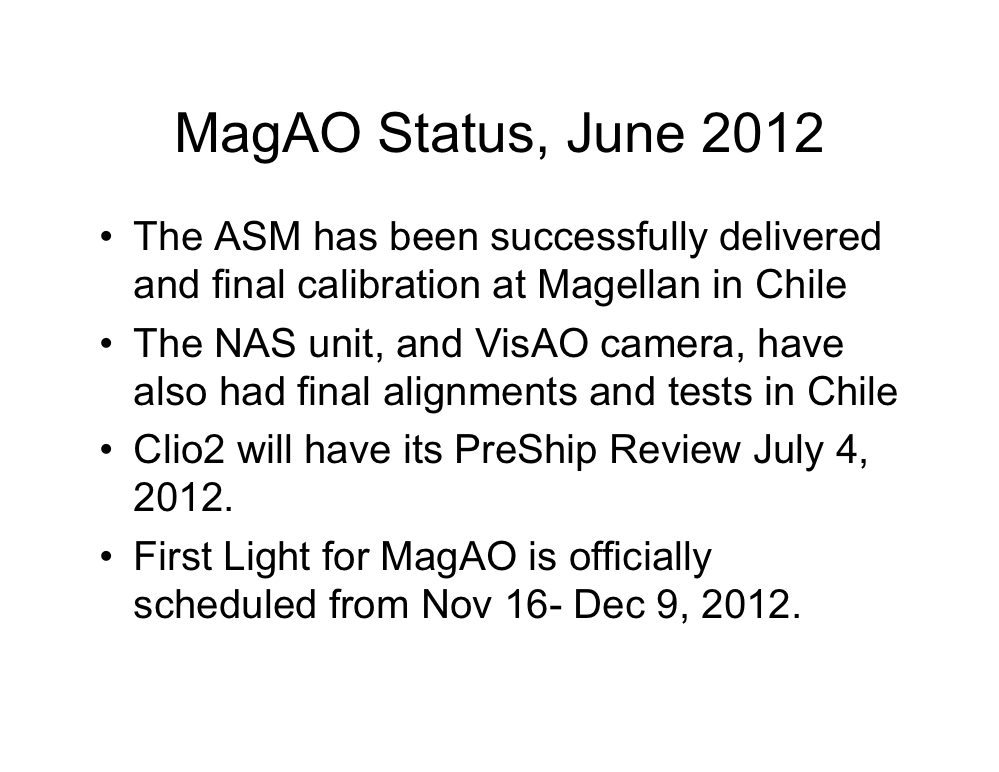 MagAO Status, June 2012
• The ASM has been successfully delivered
and final calibration at Magellan in Chile
• The NAS unit, and VisAO camera, have
also had final alignments and tests in Chile
• Clio2 will have its PreShip Review July 4,
2012.
• First Light for MagAO is officially
scheduled from Nov 16- Dec 9, 2012.